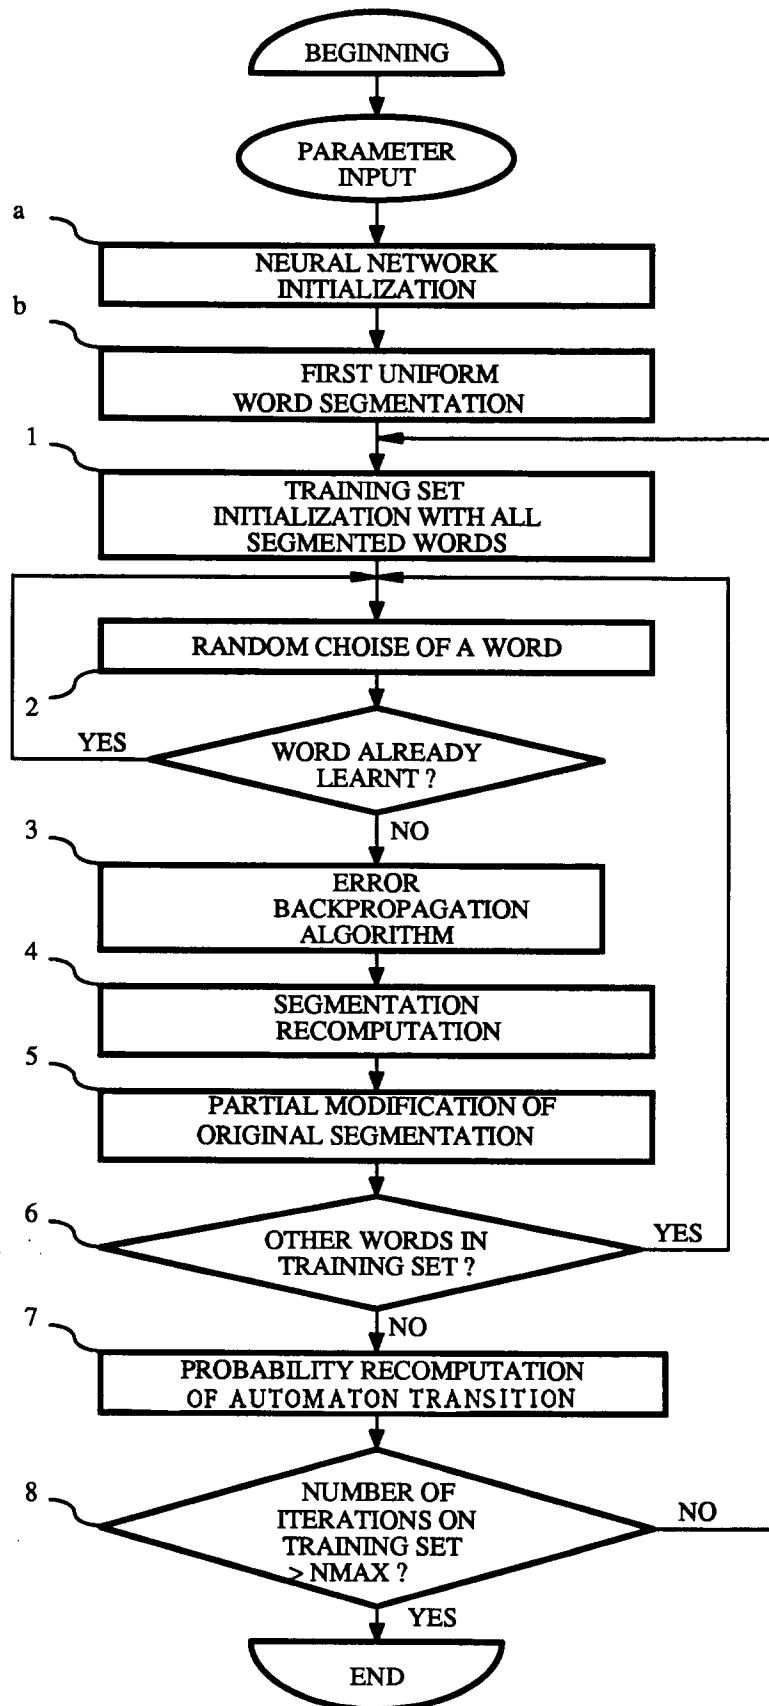 BEGINNING
PARAMETER
INPUT
a
NEURAL NETWORK
INITIALIZATION
b
FIRST UNIFORM
WORD SEGMENTATION
1
TRAINING SET
INITIALIZATION WITH ALL
SEGMENTED WORDS
RANDOM CHOISE OF A WORD
2
YES
WORD ALREADY
LEARNT ?
NO
3
ERROR
BACKPROPAGATION
ALGORITHM
4
SEGMENTATION
RECOMPUTATION
5
PARTIAL MODIFICATION OF
ORIGINAL SEGMENTATION
6
OTHER WORDS IN
TRAINING SET ?
YES
NO
7
PROBABILITY RECOMPUTATION
OF AUTOMATON TRANSITION
8
NUMBER OF
ITERATIONS ON
TRAINING SET
> NMAX ?
NO
YES
END